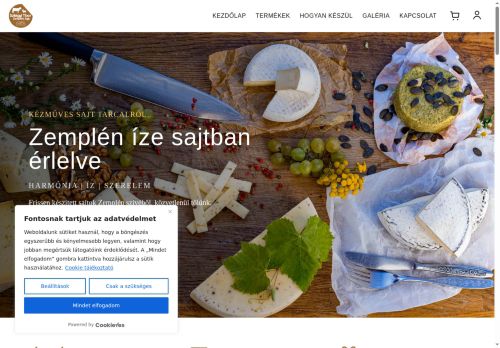 KEZDŐLAP TERMÉKEK HOGYAN KÉSZÜL GALÉRIA KAPCSOLAT
KÉZMŰVES SAJT TARCALRÓL
Zemplén íze sajtban
érlelve
HARMÓNIA | ÍZ | SZERELEM
Frissen készített sajtok Zemplén szívéből, közvetlenül tőlünk.
Fontosnak tartjuk az adatvédelmet
Weboldalunk sütiket használ, hogy a böngészés
egyszerűbb és kényelmesebb legyen, valamint hogy
jobban megértsük látogatóink érdeklődését. A „Mindet
elfogadom” gombra kattintva hozzájárulsz a sütik
használatához. Cookie tájékoztató
Beállítások
Csak a szükséges
Mindet elfogadom
Powered by CookieYes